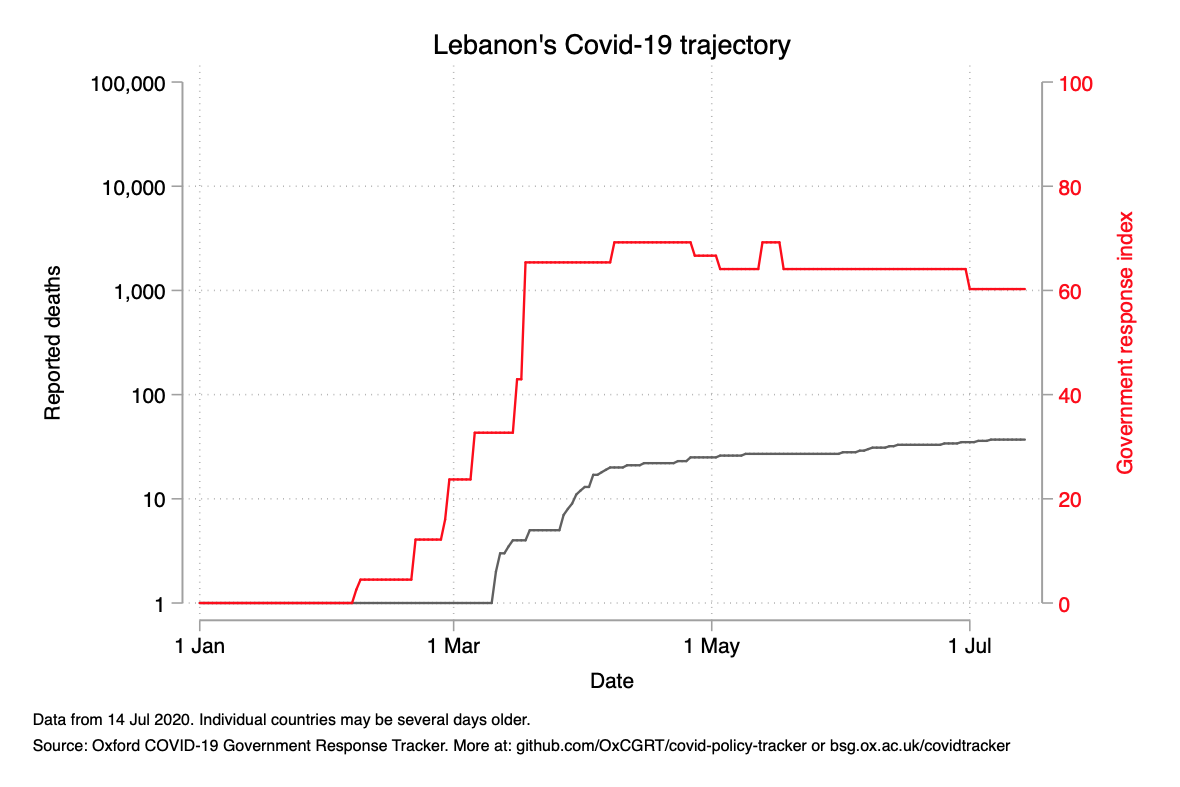 Lebanon's Covid-19 trajectory
100,000
10,000
1,000
100
10
1
Reported deaths
100
80
60
40
20
0
Government response index
1 Jan
1 Mar
1 May
1 Jul
Date
Data from 14 Jul 2020. Individual countries may be several days older.
Source: Oxford COVID-19 Government Response Tracker. More at: github.com/OxCGRT/covid-policy-tracker or bsg.ox.ac.uk/covidtracker